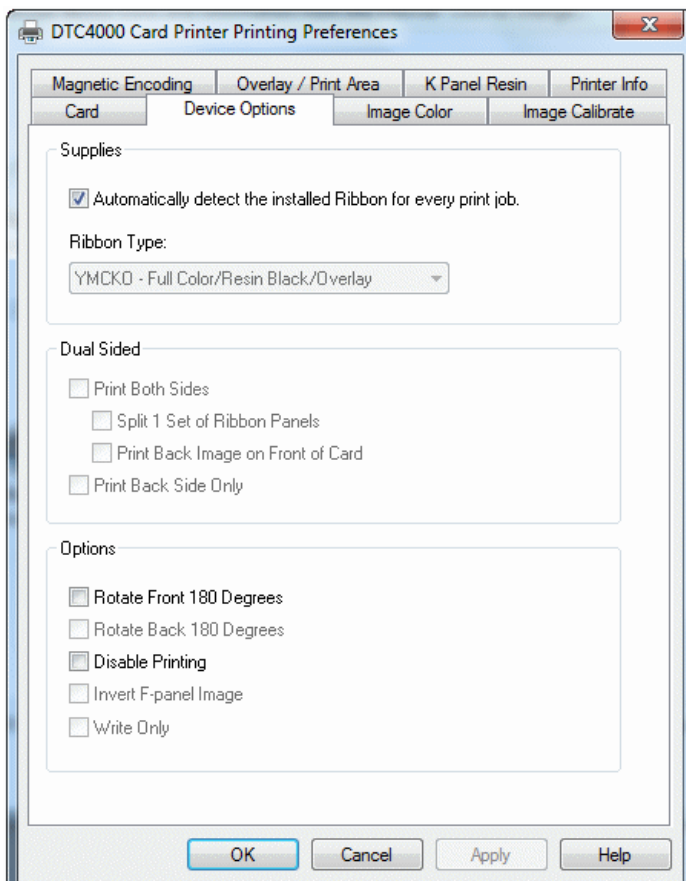 DTC4000 Card Printer Printing Preferences
Magnetic Encoding Overlay / Print Area K Panel Resin Printer Info
Card Device Options Image Color Image Calibrate
Supplies
Automatically detect the installed Ribbon for every print job.
Ribbon Type:
YMCKO - Full Color/Resin Black/Overlay
Dual Sided
Print Both Sides
Split 1 Set of Ribbon Panels
Print Back Image on Front of Card
Print Back Side Only
Options
Rotate Front 180 Degrees
Rotate Back 180 Degrees
Disable Printing
Invert F-panel Image
Write Only
OK Cancel Apply Help